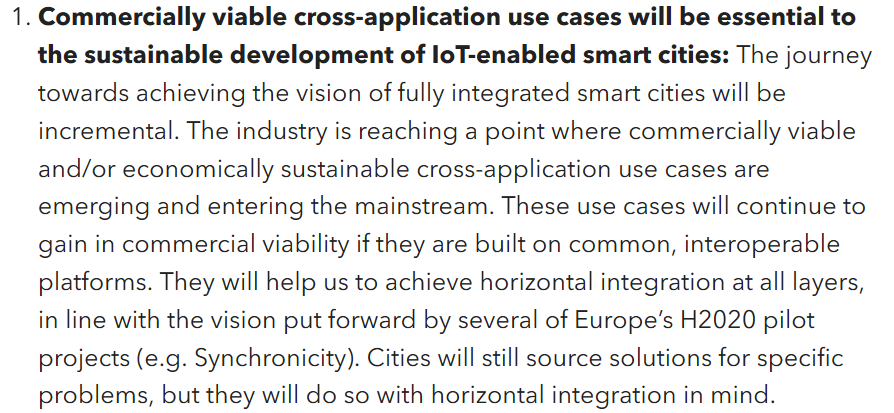 1. Commercially viable cross-application use cases will be essential to
the sustainable development of IoT-enabled smart cities: The journey
towards achieving the vision of fully integrated smart cities will be
incremental. The industry is reaching a point where commercially viable
and/or economically sustainable cross-application use cases are
emerging and entering the mainstream. These use cases will continue to
gain in commercial viability if they are built on common, interoperable
platforms. They will help us to achieve horizontal integration at all layers,
in line with the vision put forward by several of Europe’s H2020 pilot
projects (e.g. Synchronicity). Cities will still source solutions for specific
problems, but they will do so with horizontal integration in mind.